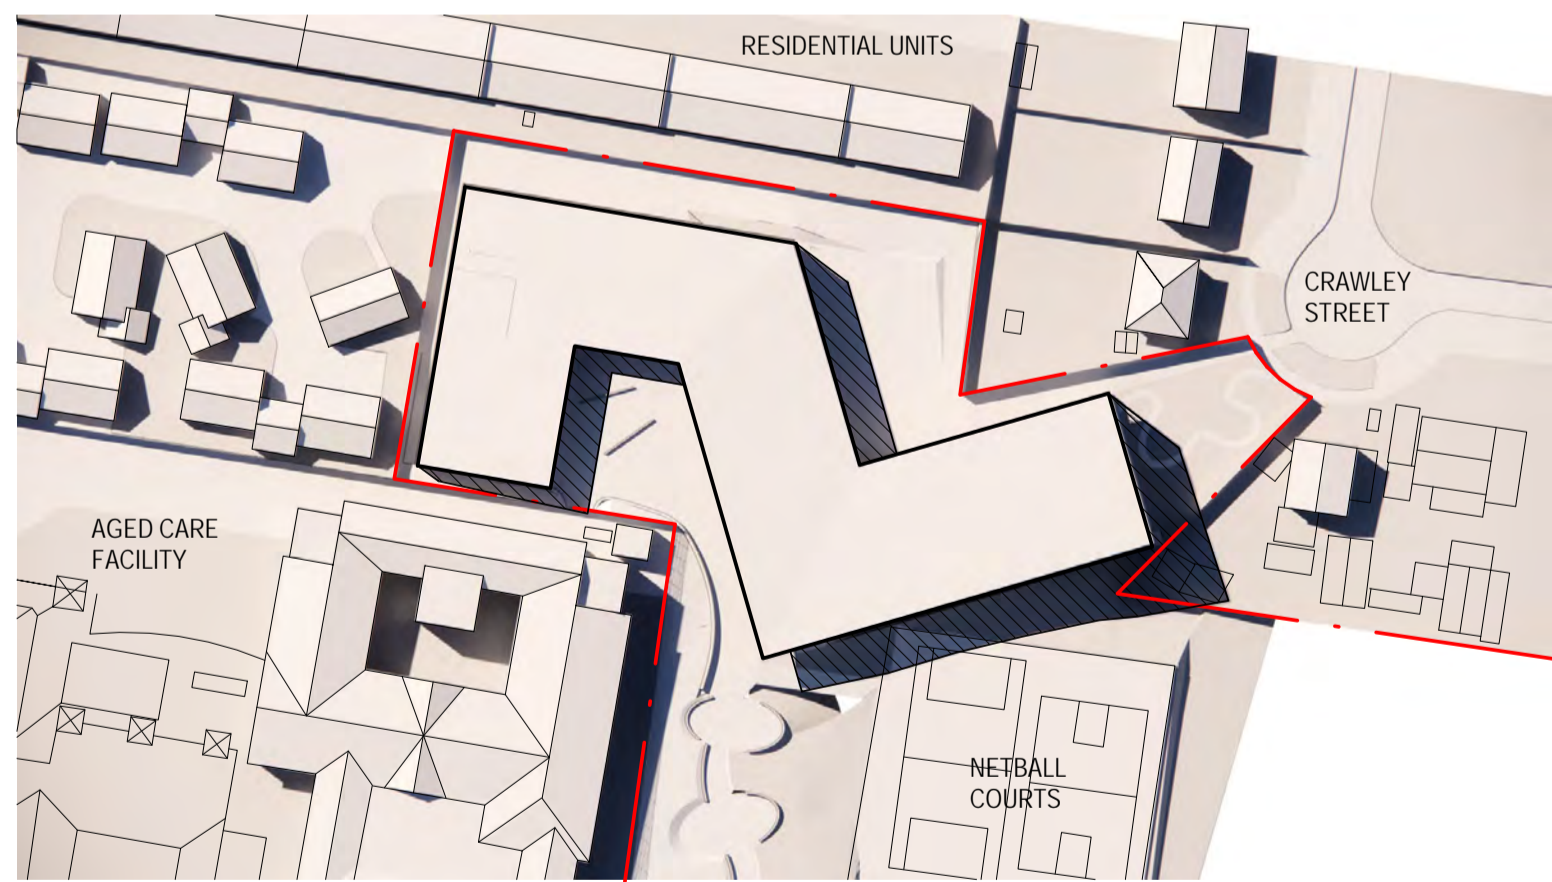 RESIDENTIAL UNITS
CRAWLEY
STREET
AGED CARE
FACILITY
NETBALL
COURTS